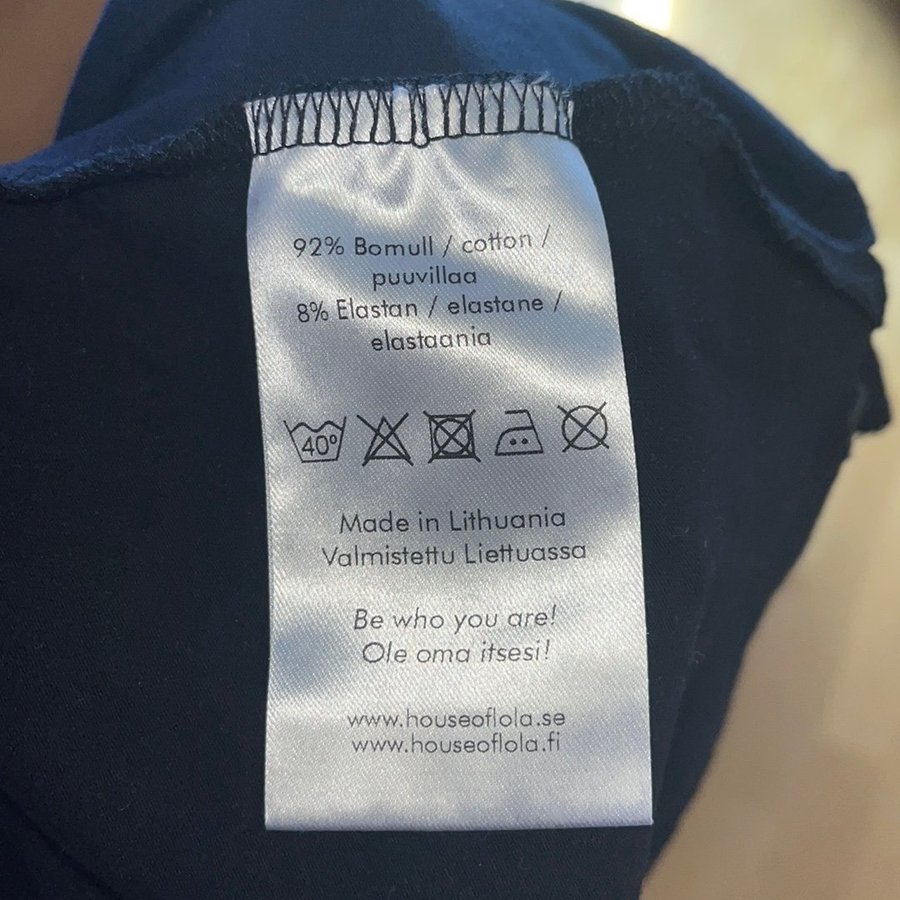 92% Bomull / cotton /
puuvillaa
8% Elastan / elastane /
elastaania
40°
Made in Lithuania
Valmistettu Liettuassa
Be who you are!
Ole oma itsesi!
www.houseoflola.se
www.houseoflola.fi